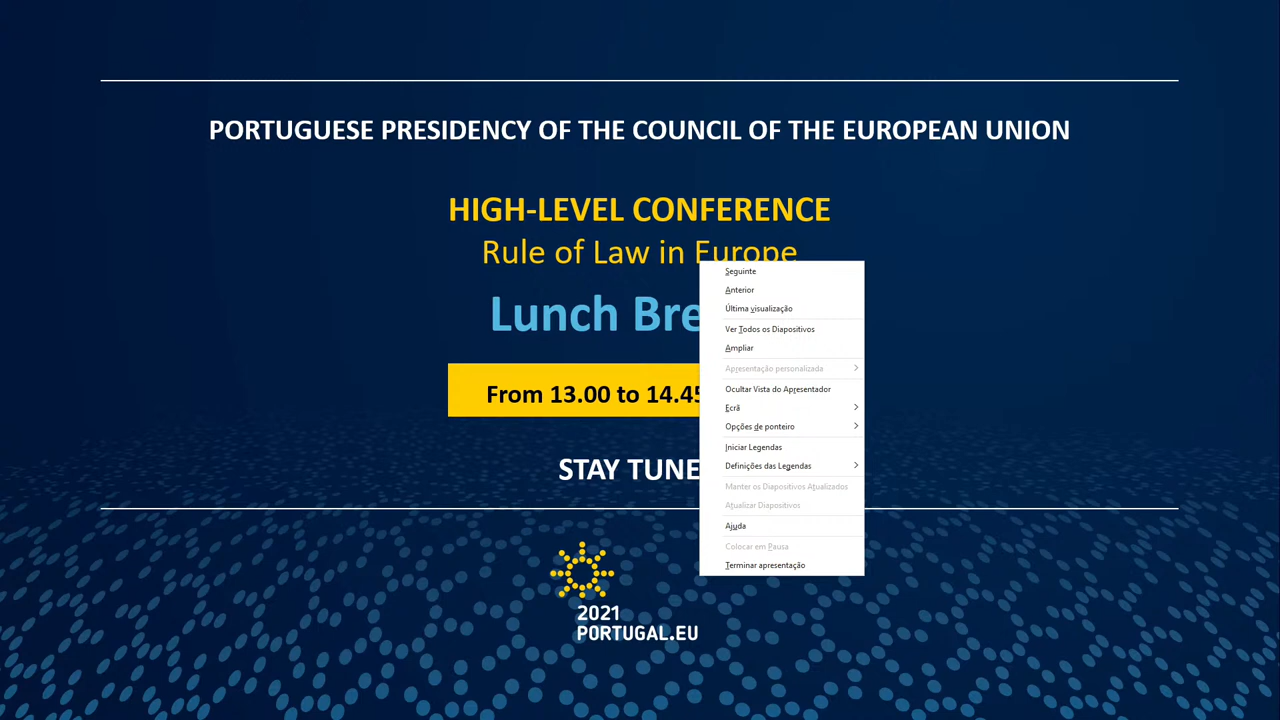 PORTUGUESE PRESIDENCY OF THE COUNCIL OF THE EUROPEAN UNION
HIGH-LEVEL CONFERENCE
Rule of Law in Europe
Lunch Bre
From 13.00 to 14.45
STAY TUNE
Seguinte
Anterior
Última visualização
Ver Todos os Diapositivos
Ampliar
Apresentação personalizada
Ocultar Vista do Apresentador
Ecrã
Opções de ponteiro
Iniciar Legendas
Definições das Legendas
Manter os Diapositivos Atualizados
Atualizar Diapositivos
Ajuda
Colocar em Pausa
Terminar apresentação
2021
PORTUGAL.EU